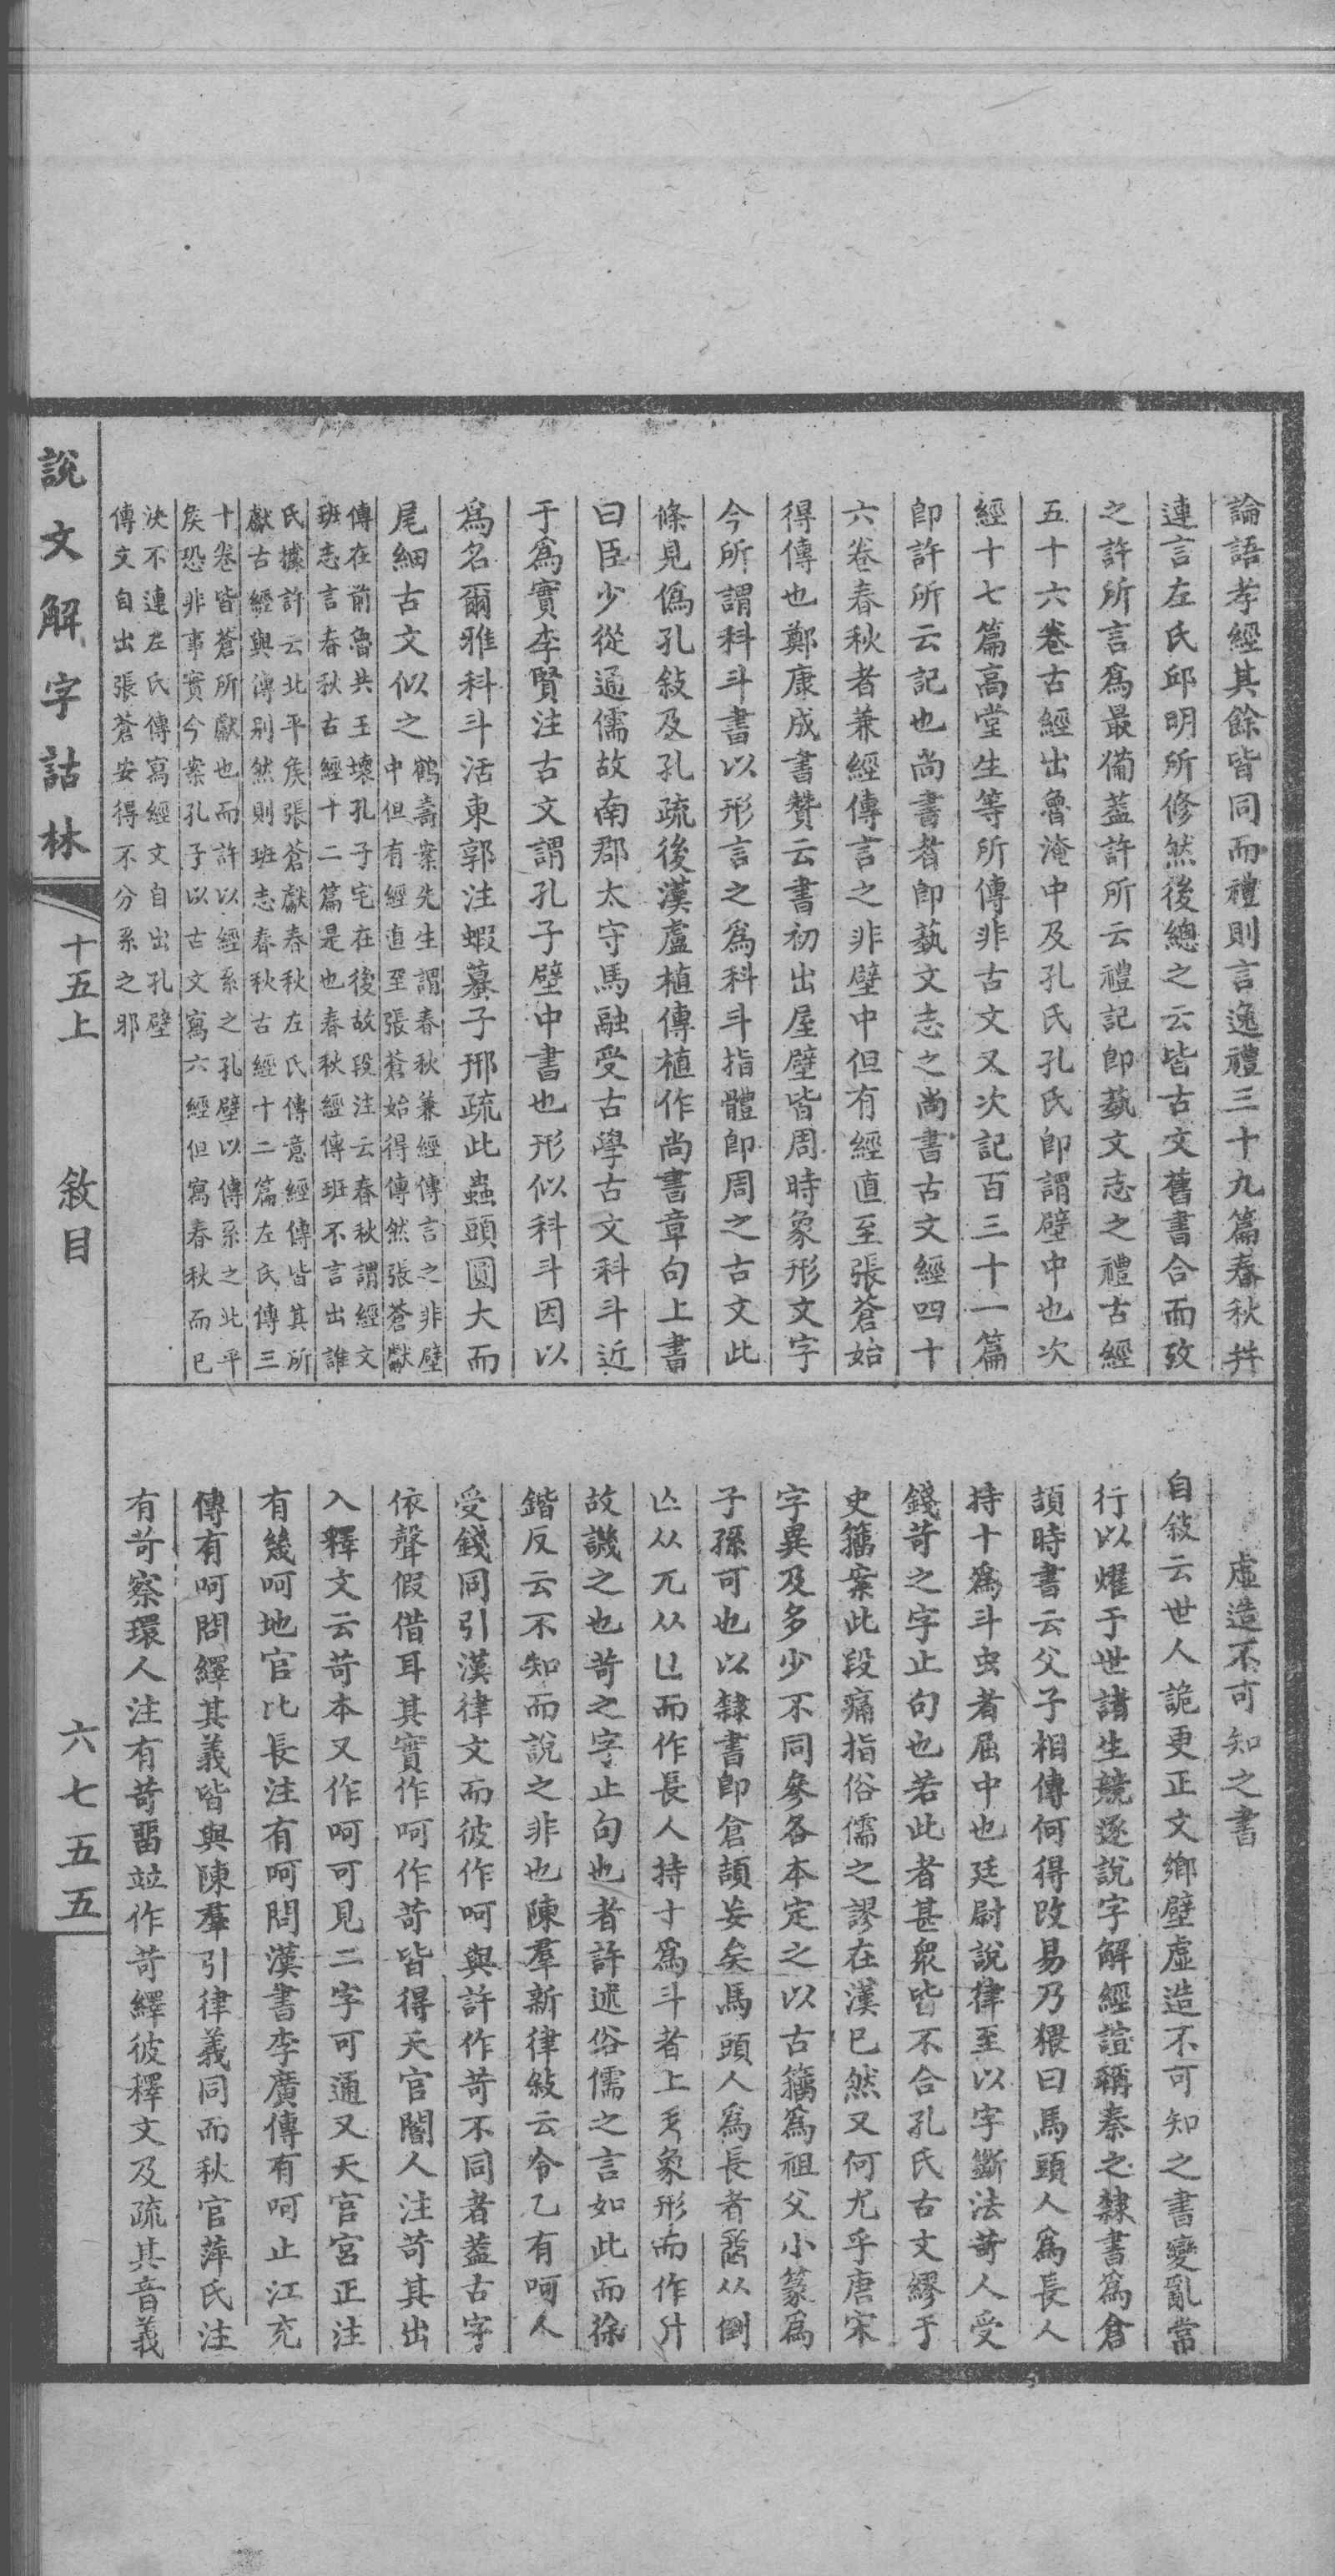 論語孝經其餘皆同而禮則言逸禮三十九篇春秋幷
連言左氏邱明所修然後總之云皆古文舊書合而攷
之許所言爲最備葢許所云禮記卽藝文志之禮古經
五十六卷古經出魯淹中及孔氏孔氏卽謂壁中也次
經十七篇高堂生等所傳非古文又次記百三十一篇
卽許所云記也尚書者卽藝文志之尚書古文經四十
六卷春秋者兼經傳言之非壁中但有經直至張蒼始
得傳也鄭康成書贊云書初出屋壁皆周時象形文字
今所謂科斗書以形言之爲科斗指體卽周之古文此
條見僞孔敍及孔疏後漢盧植傳植作尚書章句上書
曰臣少從通儒故南郡太守馬融受古學古文科斗近
于爲實李賢注古文謂孔子壁中書也形似科斗因以
爲名爾雅科斗活東郭注蝦蟇子邢疏此蟲頭圓大而
尾細古文似之
鶴壽案先生謂春秋兼經傳言之非壁
中但有經直至張蒼始得傳然張蒼獻
傳在前魯共王壞孔子宅在後故段注云春秋謂經文
班志言春秋古經十二篇是也春秋經傳班不言出誰
氏據許云北平矦張蒼獻春秋左氏傳意經傳皆其所
獻古經與傳别然則班志春秋古經十二篇左氏傳三
十卷皆蒼所獻也而許以經系之孔壁以傳系之北平
矦恐非事實今案孔子以古文寫六經但寫春秋而已
決不連左氏傳寫經文自出孔壁
傳文自出張蒼安得不分系之邪
虛造不可知之書
自敍云世人詭更正文鄉壁虛造不可知之書變亂常
行以燿于世諸生競逐說字解經諠稱秦之隸書爲倉
頡時書云父子相傳何得改易乃猥曰馬頭人爲長人
持十爲斗虫者屈中也廷尉說律至以字斷法苛人受
錢苛之字止句也若此者甚衆皆不合孔氏古文繆于
史籒案此段痛指俗儒之謬在漢已然又何尤乎唐宋
字異及多少不同參各本定之以古籒爲祖父小篆爲
子孫可也以隸書卽倉頡妄矣馬頭人爲長者从倒
亾从兀从匕而作長人持十爲斗者上象形而作什
故譏之也苛之字止句也者許述俗儒之言如此而徐
鍇反云不知而說之非也陳羣新律敍云令乙有呵人
受錢同引漢律文而彼作呵與許作苛不同者葢古字
依聲假借耳其實作呵作苛皆得天官閽人注苛其出
入釋文云苛本又作呵可見二字可通又天官宮正注
有幾呵地官比長注有呵問漢書李廣傳有呵止江充
傳有呵問繹其義皆與陳羣引律義同而秋官萍氏注
有苛察環人注有苛畱竝作苛繹彼釋文及疏其音義
說文解字詁林
十五上
敘目
六七五五